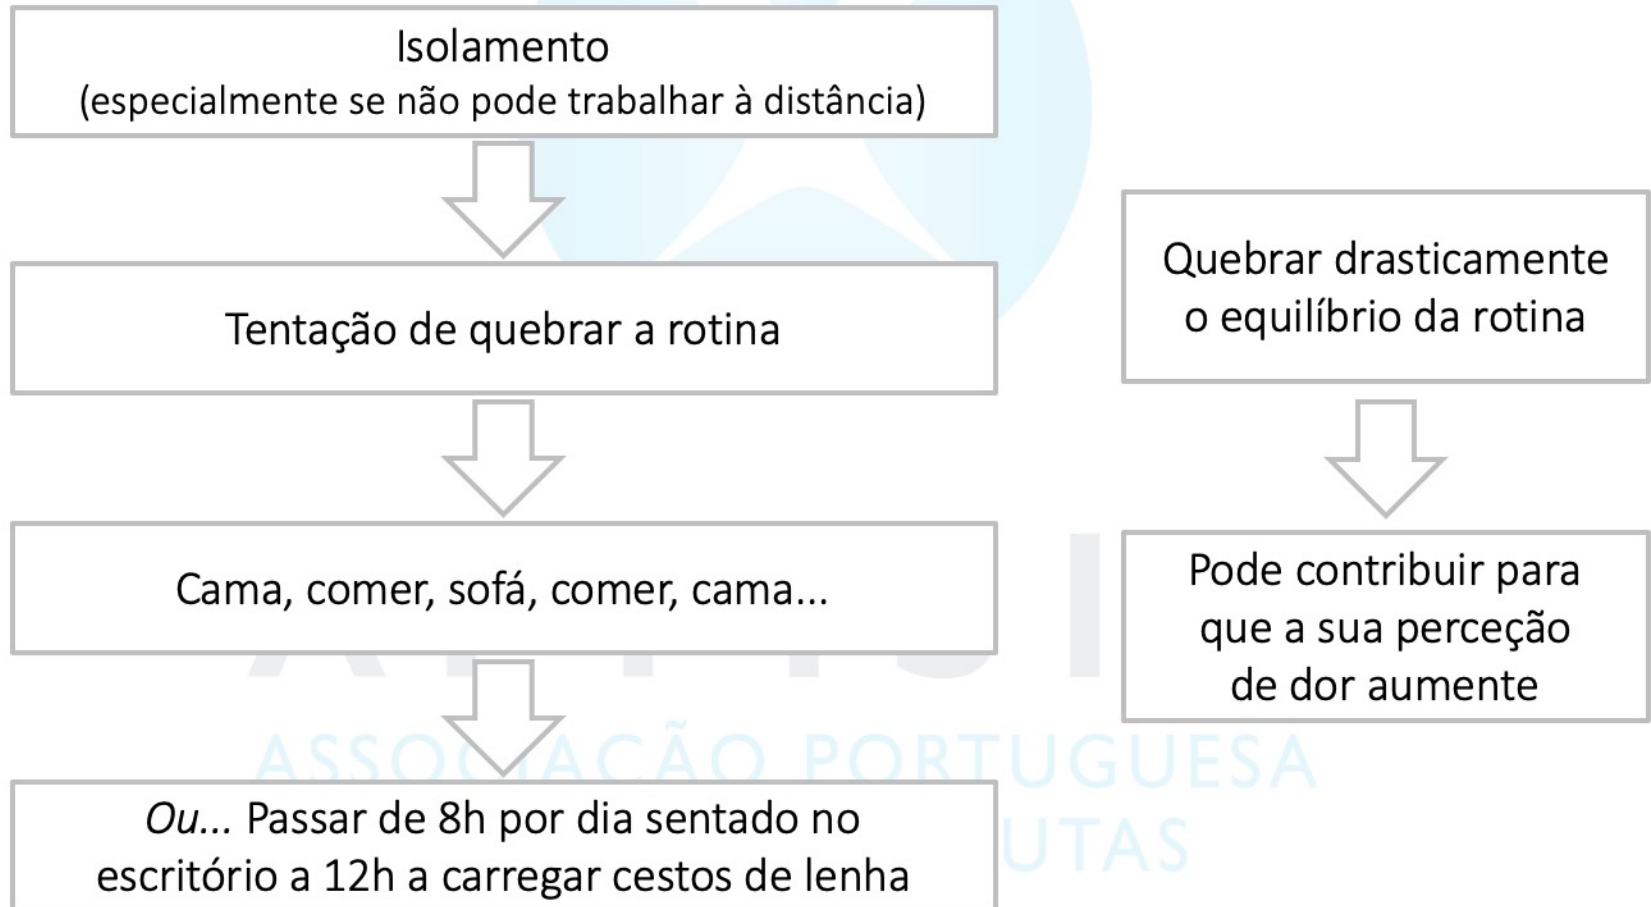 Isolamento
(especialmente se não pode trabalhar à distância)
Tentação de quebrar a rotina
Cama, comer, sofá, comer, cama...
Ou... Passar de 8h por dia sentado no
escritório a 12h a carregar cestos de lenha
Quebrar drasticamente
o equilíbrio da rotina
Pode contribuir para
que a sua perceção
de dor aumente
ASSOCIAÇÃO PORTUGUESA